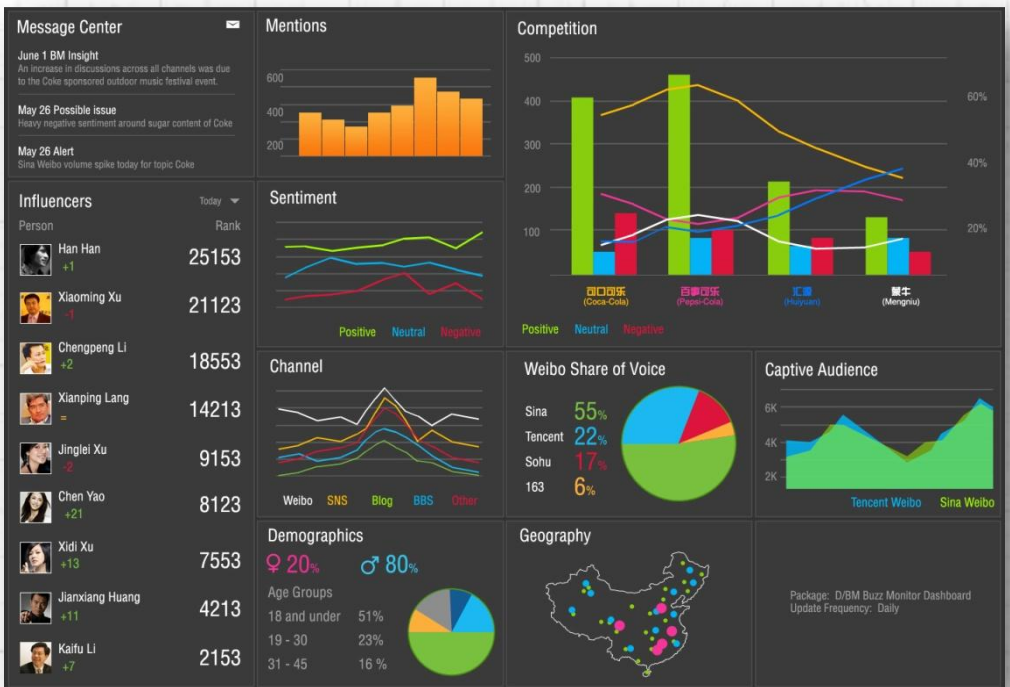 Message Center
June 1 BM Insight
An increase in discussions across all channels was due
to the Coke sponsored outdoor music festival event.
May 26 Possible issue
Heavy negative sentiment around sugar content of Coke
May 26 Alert
Sina Weibo volume spike today for topic Coke
Influencers
Today
Person Rank
Han Han
+1
25153
Xiaoming Xu
-1
21123
Chengpeng Li
+2
18553
Xianping Lang
=
14213
Jinglei Xu
-2
9153
Chen Yao
+21
8123
Xidi Xu
+13
7553
Jianxiang Huang
+11
4213
Kaifu Li
+7
2153
Mentions
600
400
200
Sentiment
Positive Neutral Negative
Channel
Weibo SNS Blog BBS Other
Demographics
♀ 20% ♂ 80%
Age Groups
18 and under 51%
19 - 30 23%
31 - 45 16 %
Competition
500
400
300
200
100
60%
40%
20%
可口可乐
(Coca-Cola)
百事可乐
(Pepsi-Cola)
汇源
(Huiyuan)
蒙牛
(Mengniu)
Positive Neutral Negative
Weibo Share of Voice
Sina 55%
Tencent 22%
Sohu 17%
163 6%
Captive Audience
6K
4K
2K
Tencent Weibo Sina Weibo
Geography
Package: D/BM Buzz Monitor Dashboard
Update Frequency: Daily